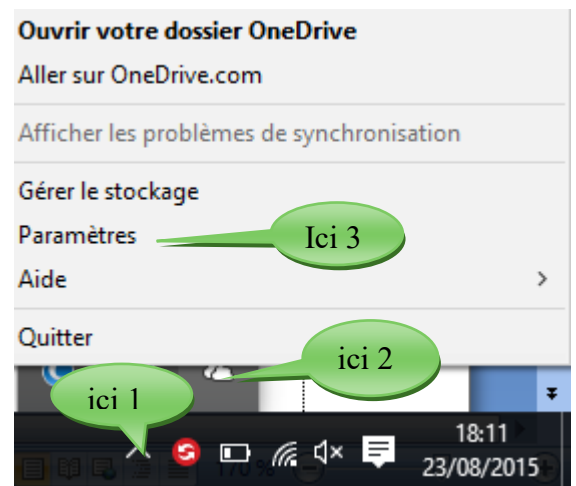 Ouvrir votre dossier OneDrive
Aller sur OneDrive.com
Afficher les problèmes de synchronisation
Gérer le stockage
Paramètres
Ici 3
Aide
Quitter
ici 2
ici 1
18:11
170 %
23/08/2015